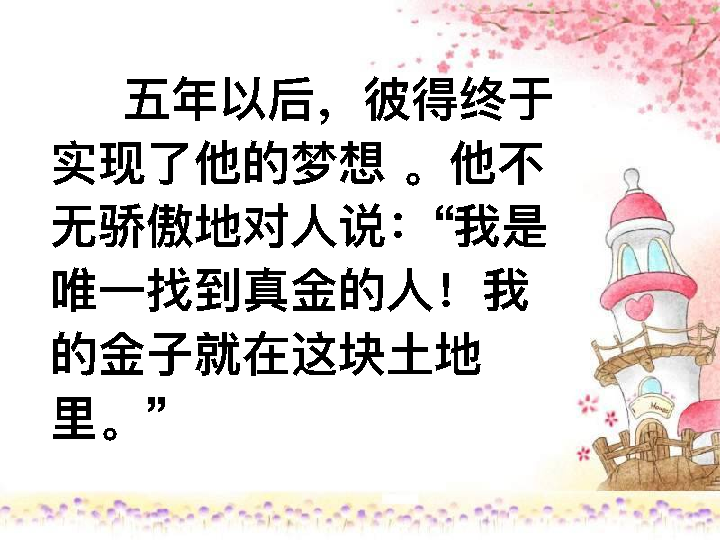 五年以后，彼得终于
实现了他的梦想 。他不
无骄傲地对人说：“我是
唯一找到真金的人！我
的金子就在这块土地
里。”